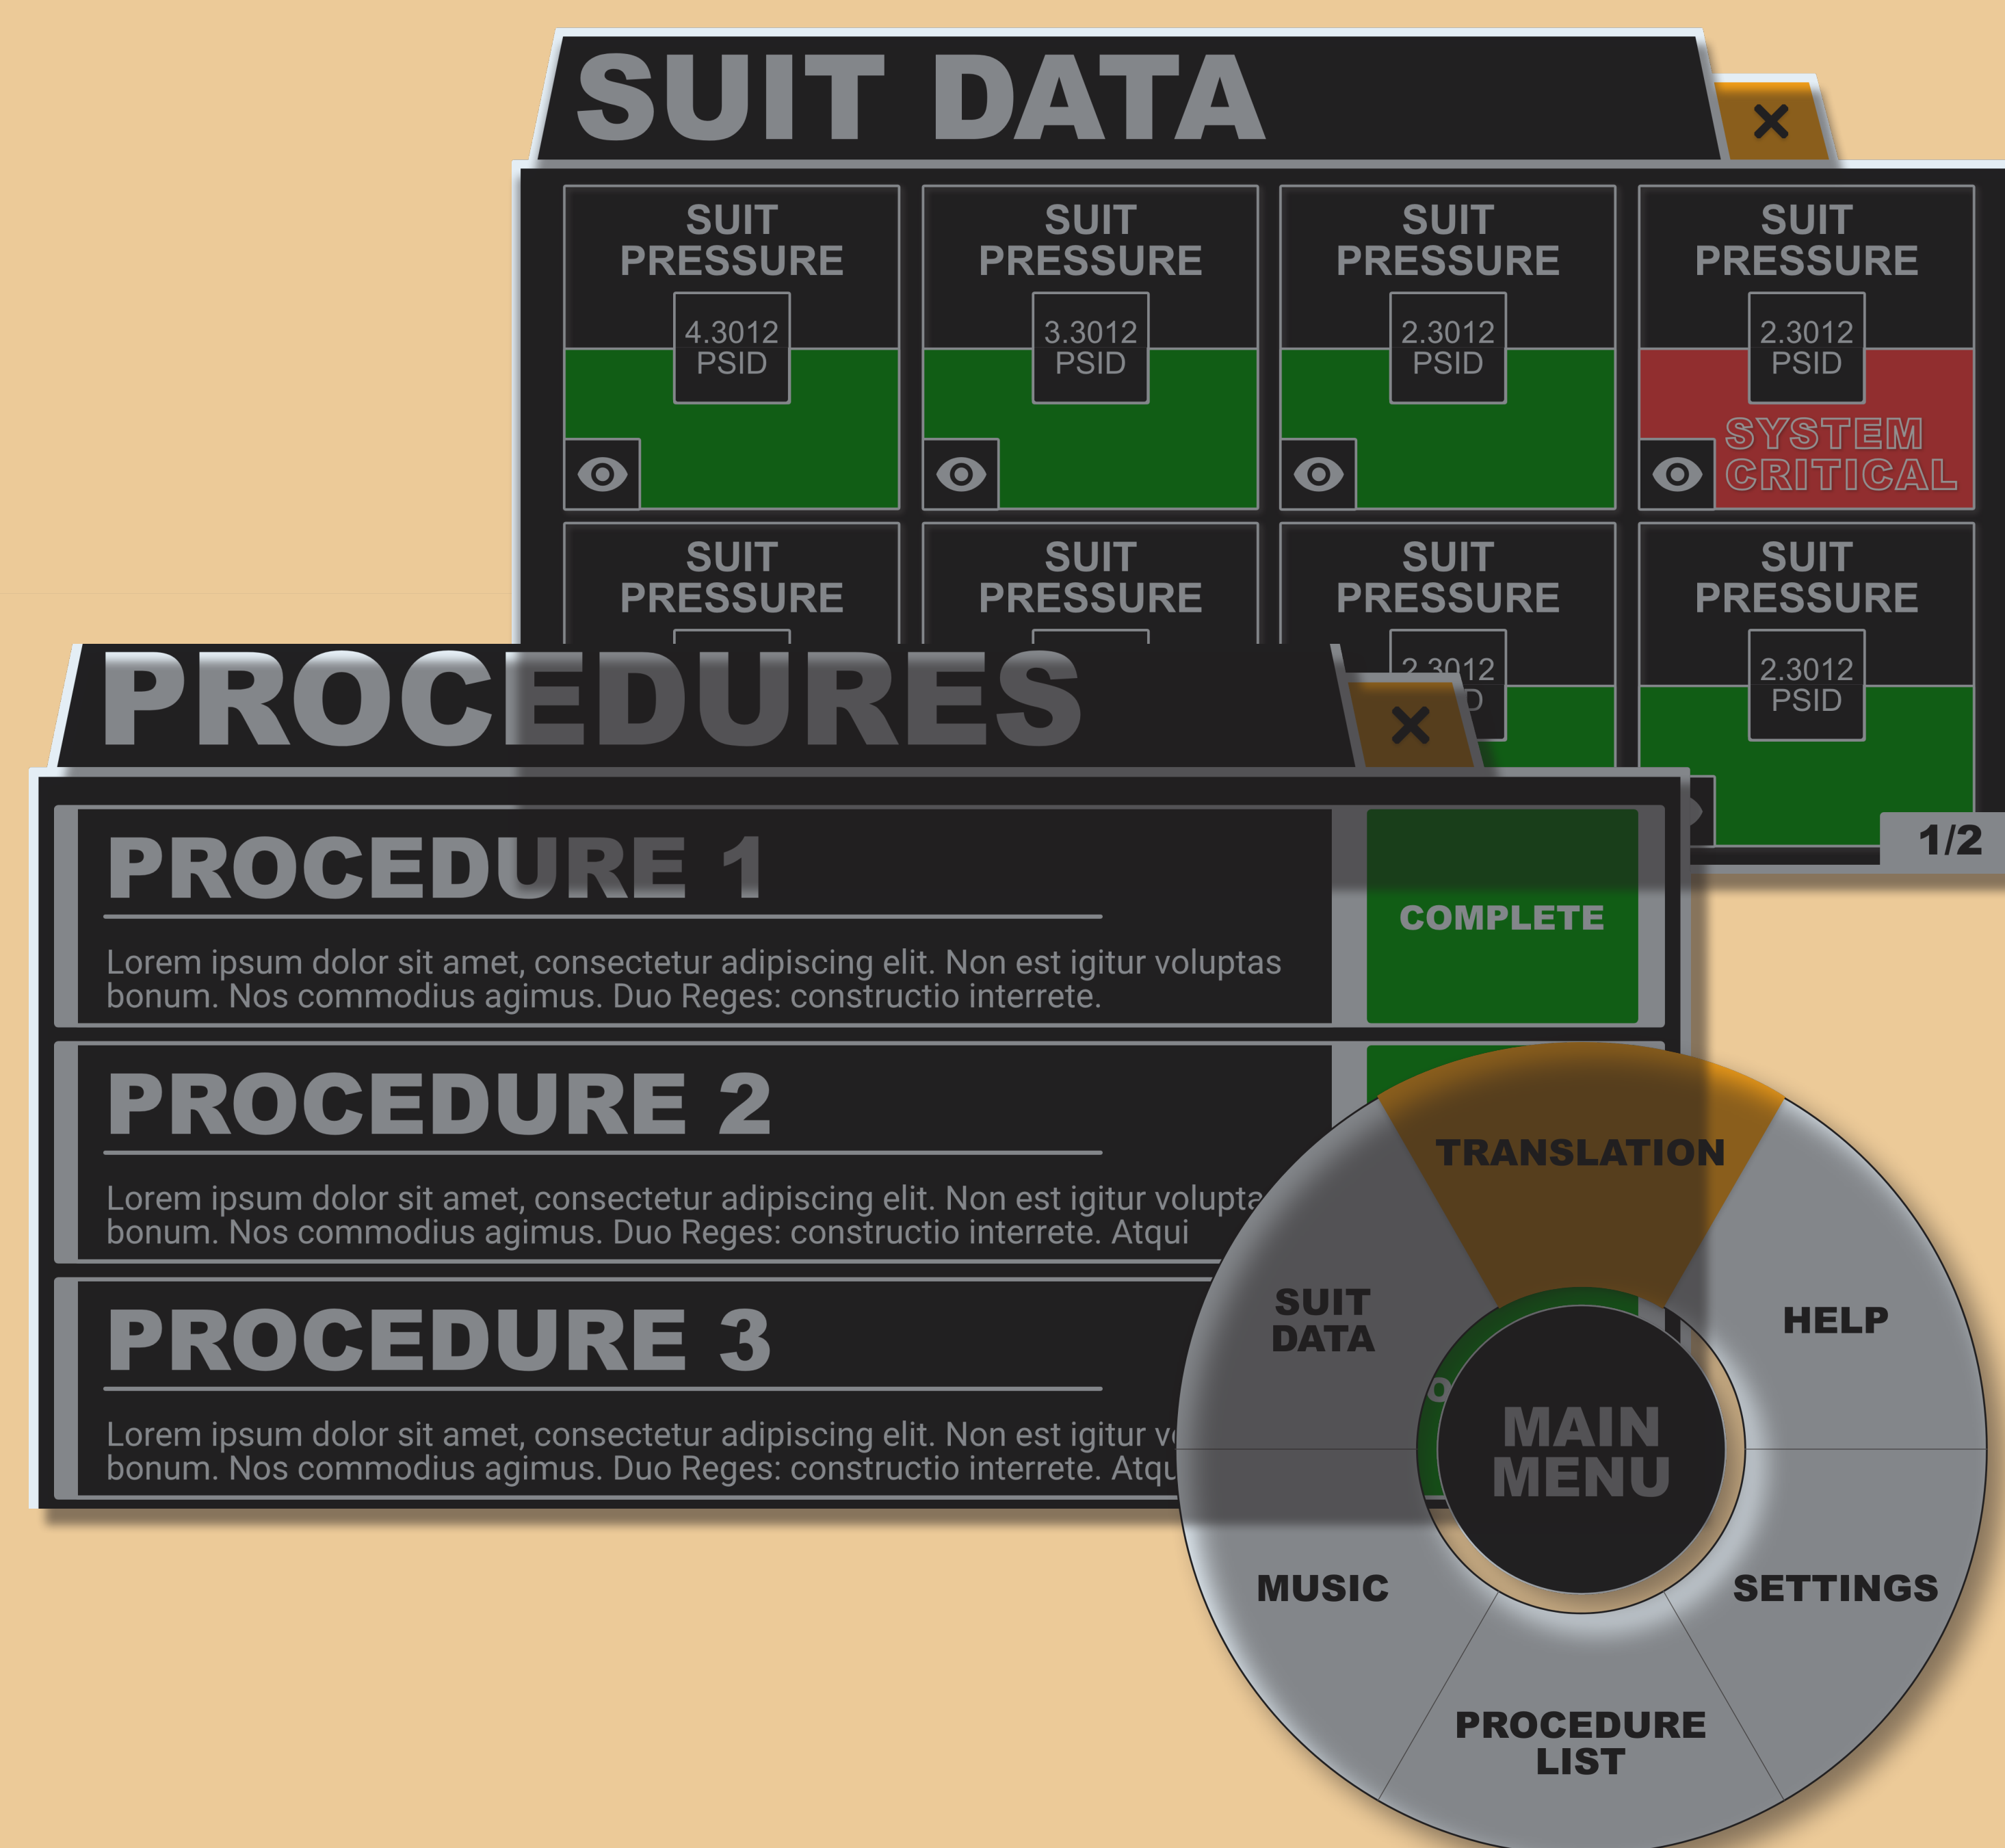 SUIT DATA
SUIT
PRESSURE
4.3012
PSID
SUIT
PRESSURE
3.3012
PSID
SUIT
PRESSURE
2.3012
PSID
SUIT
PRESSURE
2.3012
PSID
SYSTEM
CRITICAL
SUIT
PRESSURE
SUIT
PRESSURE
SUIT
PRESSURE
2.3012
D
SUIT
PRESSURE
2.3012
PSID
1/2
PROCEDURES
PROCEDURE 1
Lorem ipsum dolor sit amet, consectetur adipiscing elit. Non est igitur voluptas
bonum. Nos commodius agimus. Duo Reges: constructio interrete.
COMPLETE
PROCEDURE 2
Lorem ipsum dolor sit amet, consectetur adipiscing elit. Non est igitur volupta
bonum. Nos commodius agimus. Duo Reges: constructio interrete. Atqui
PROCEDURE 3
Lorem ipsum dolor sit amet, consectetur adipiscing elit. Non est igitur v
bonum. Nos commodius agimus. Duo Reges: constructio interrete. Atqu
TRANSLATION
HELP
SETTINGS
PROCEDURE
LIST
MUSIC
SUIT
DATA
MAIN
MENU